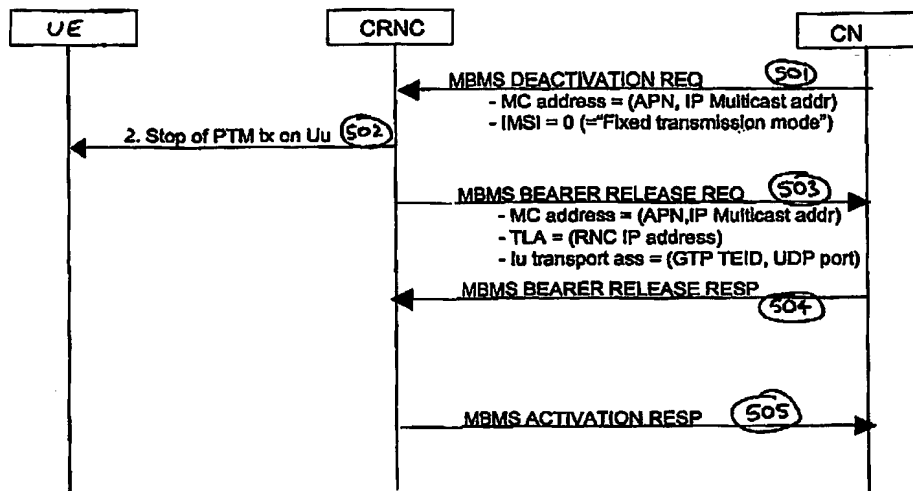 UE
CRNC
CN
MBMS DEACTIVATION REQ 501
- MC address = (APN, IP Multicast addr)
- IMSI = 0 (="Fixed transmission mode")
2. Stop of PTM tx on Uu 502
MBMS BEARER RELEASE REQ 503
- MC address = (APN,IP Multicast addr)
- TLA = (RNC IP address)
- Iu transport ass = (GTP TEID, UDP port)
MBMS BEARER RELEASE RESP
504
MBMS ACTIVATION RESP 505